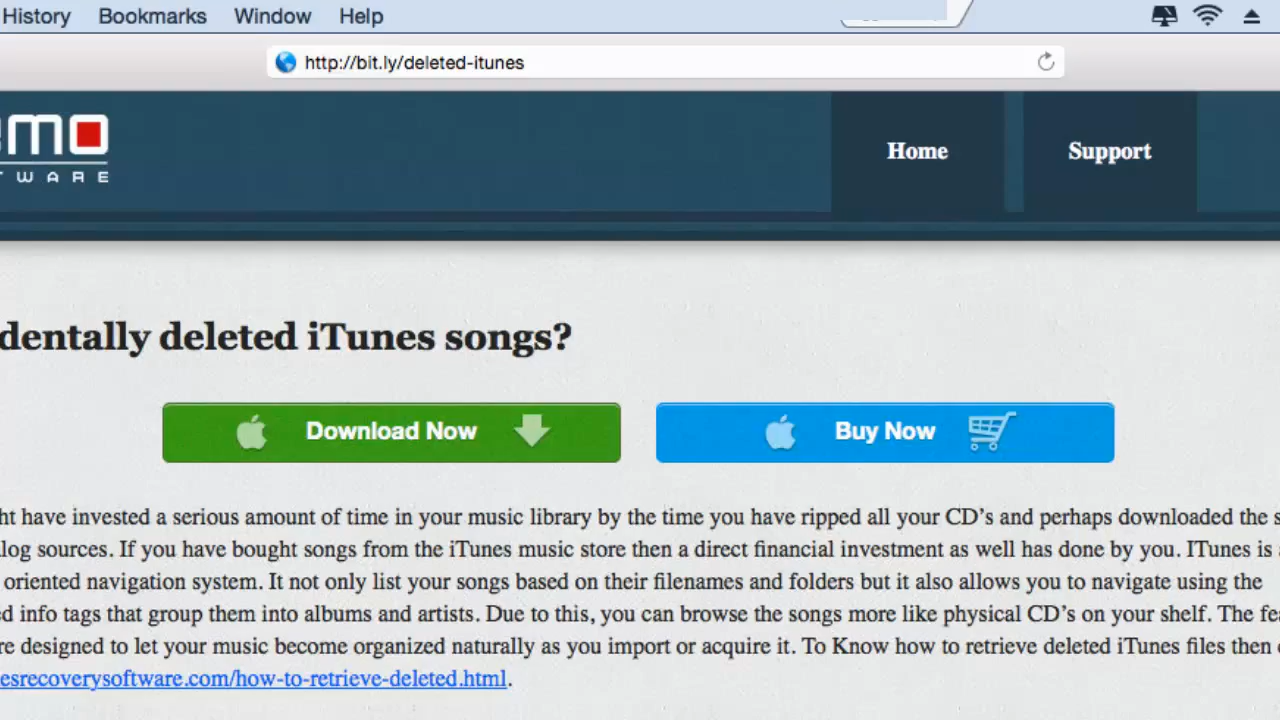 History Bookmarks Window Help
http://bit.ly/deleted-itunes
mo
WARE
Home Support
dentally deleted iTunes songs?
Download Now Buy Now
ht have invested a serious amount of time in your music library by the time you have ripped all your CD's and perhaps downloaded the s
log sources. If you have bought songs from the iTunes music store then a direct financial investment as well has done by you. ITunes is
oriented navigation system. It not only list your songs based on their filenames and folders but it also allows you to navigate using the
ed info tags that group them into albums and artists. Due to this, you can browse the songs more like physical CD's on your shelf. The fea
re designed to let your music become organized naturally as you import or acquire it. To Know how to retrieve deleted iTunes files then
esrecoverysoftware.com/how-to-retrieve-deleted.html.